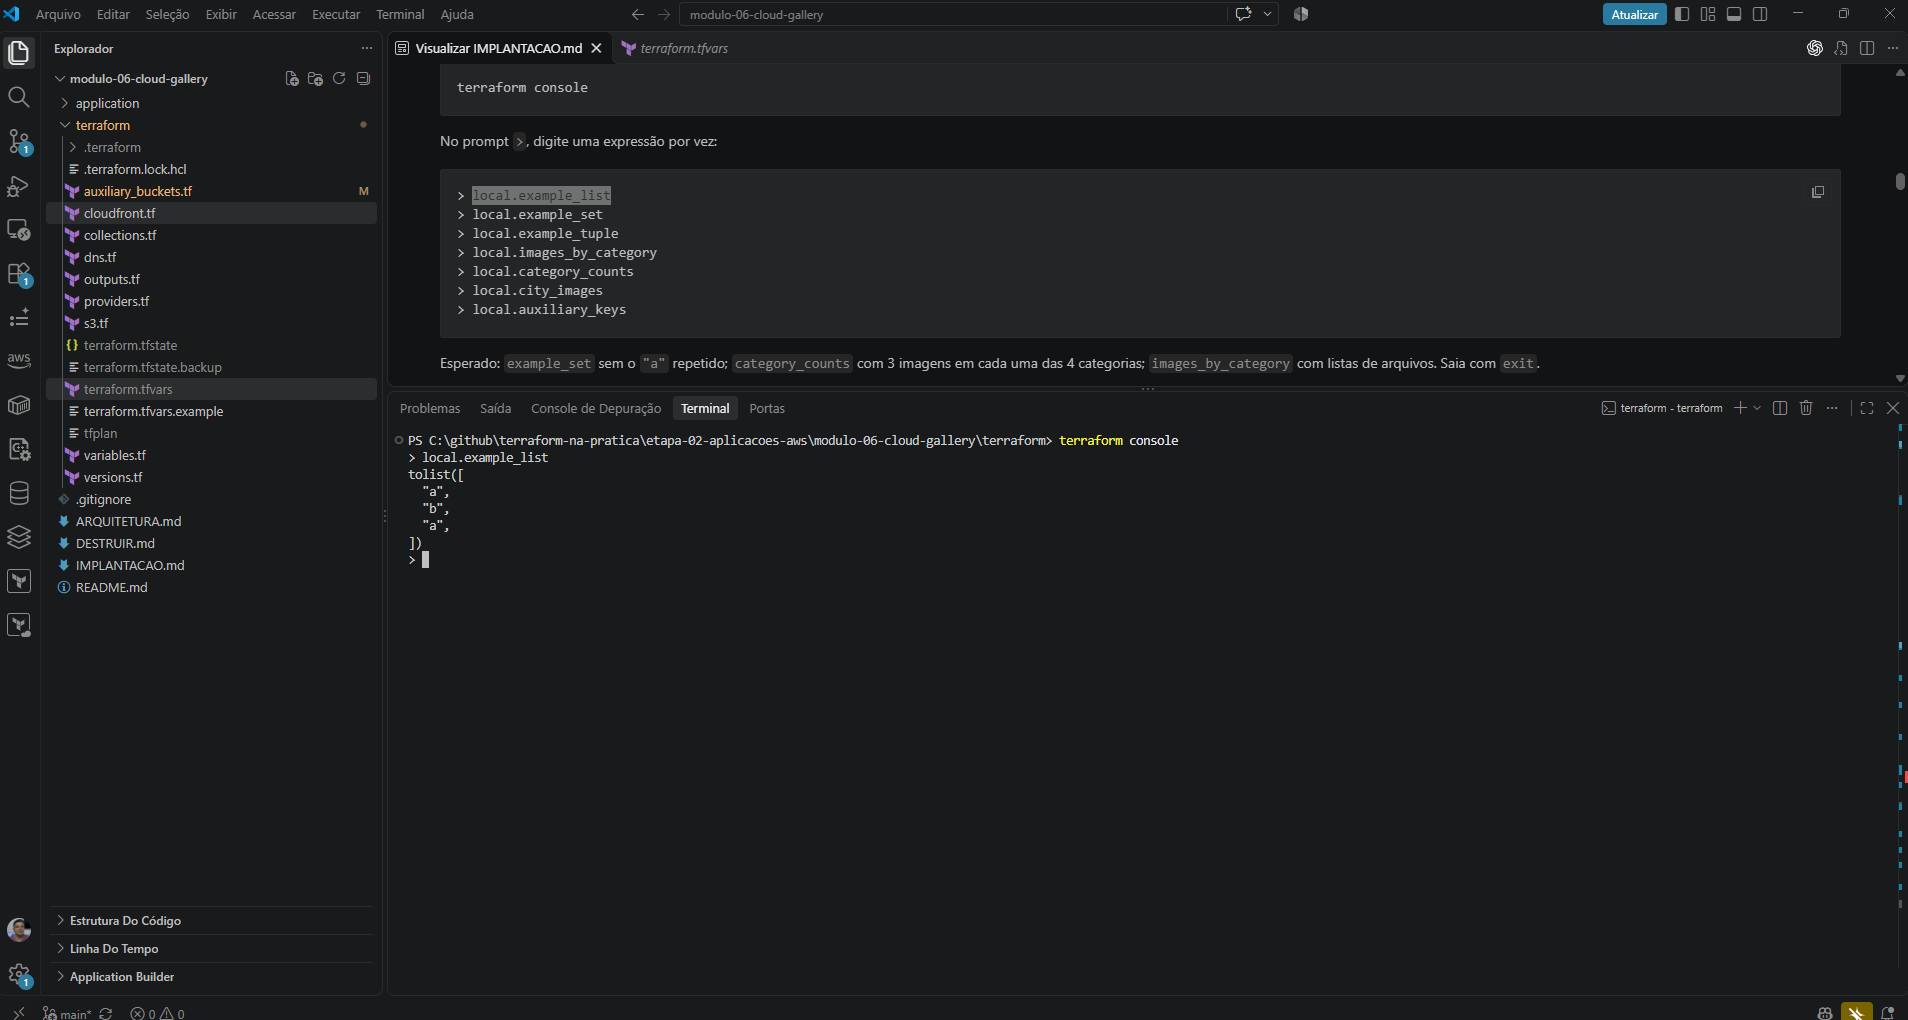 Arquivo Editar Seleção Exibir Acessar Executar Terminal Ajuda
modulo-06-cloud-gallery
Atualizar
Explorador
modulo-06-cloud-gallery
application
terraform
.terraform
.terraform.lock.hcl
auxiliary_buckets.tf M
cloudfront.tf
collections.tf
dns.tf
outputs.tf
providers.tf
s3.tf
terraform.tfstate
terraform.tfstate.backup
terraform.tfvars
terraform.tfvars.example
tfplan
variables.tf
versions.tf
.gitignore
ARQUITETURA.md
DESTRUIR.md
IMPLANTACAO.md
README.md
Estrutura Do Código
Linha Do Tempo
Application Builder
1
1
aws
1
Visualizar IMPLANTACAO.md terraform.tfvars
terraform console
No prompt >, digite uma expressão por vez:
> local.example_list
> local.example_set
> local.example_tuple
> local.images_by_category
> local.category_counts
> local.city_images
> local.auxiliary_keys
Esperado: example_set sem o "a" repetido; category_counts com 3 imagens em cada uma das 4 categorias; images_by_category com listas de arquivos. Saia com exit.
Problemas Saída Console de Depuração Terminal Portas
terraform - terraform
PS C:\github\terraform-na-pratica\etapa-02-aplicacoes-aws\modulo-06-cloud-gallery\terraform> terraform console
> local.example_list
tolist([
"a",
"b",
"a",
])
>
main* 0 0